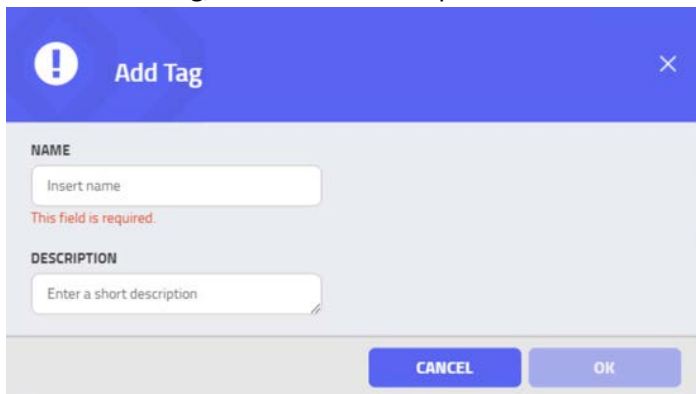 Add Tag
NAME
Insert name
This field is required.
DESCRIPTION
Enter a short description
CANCEL OK